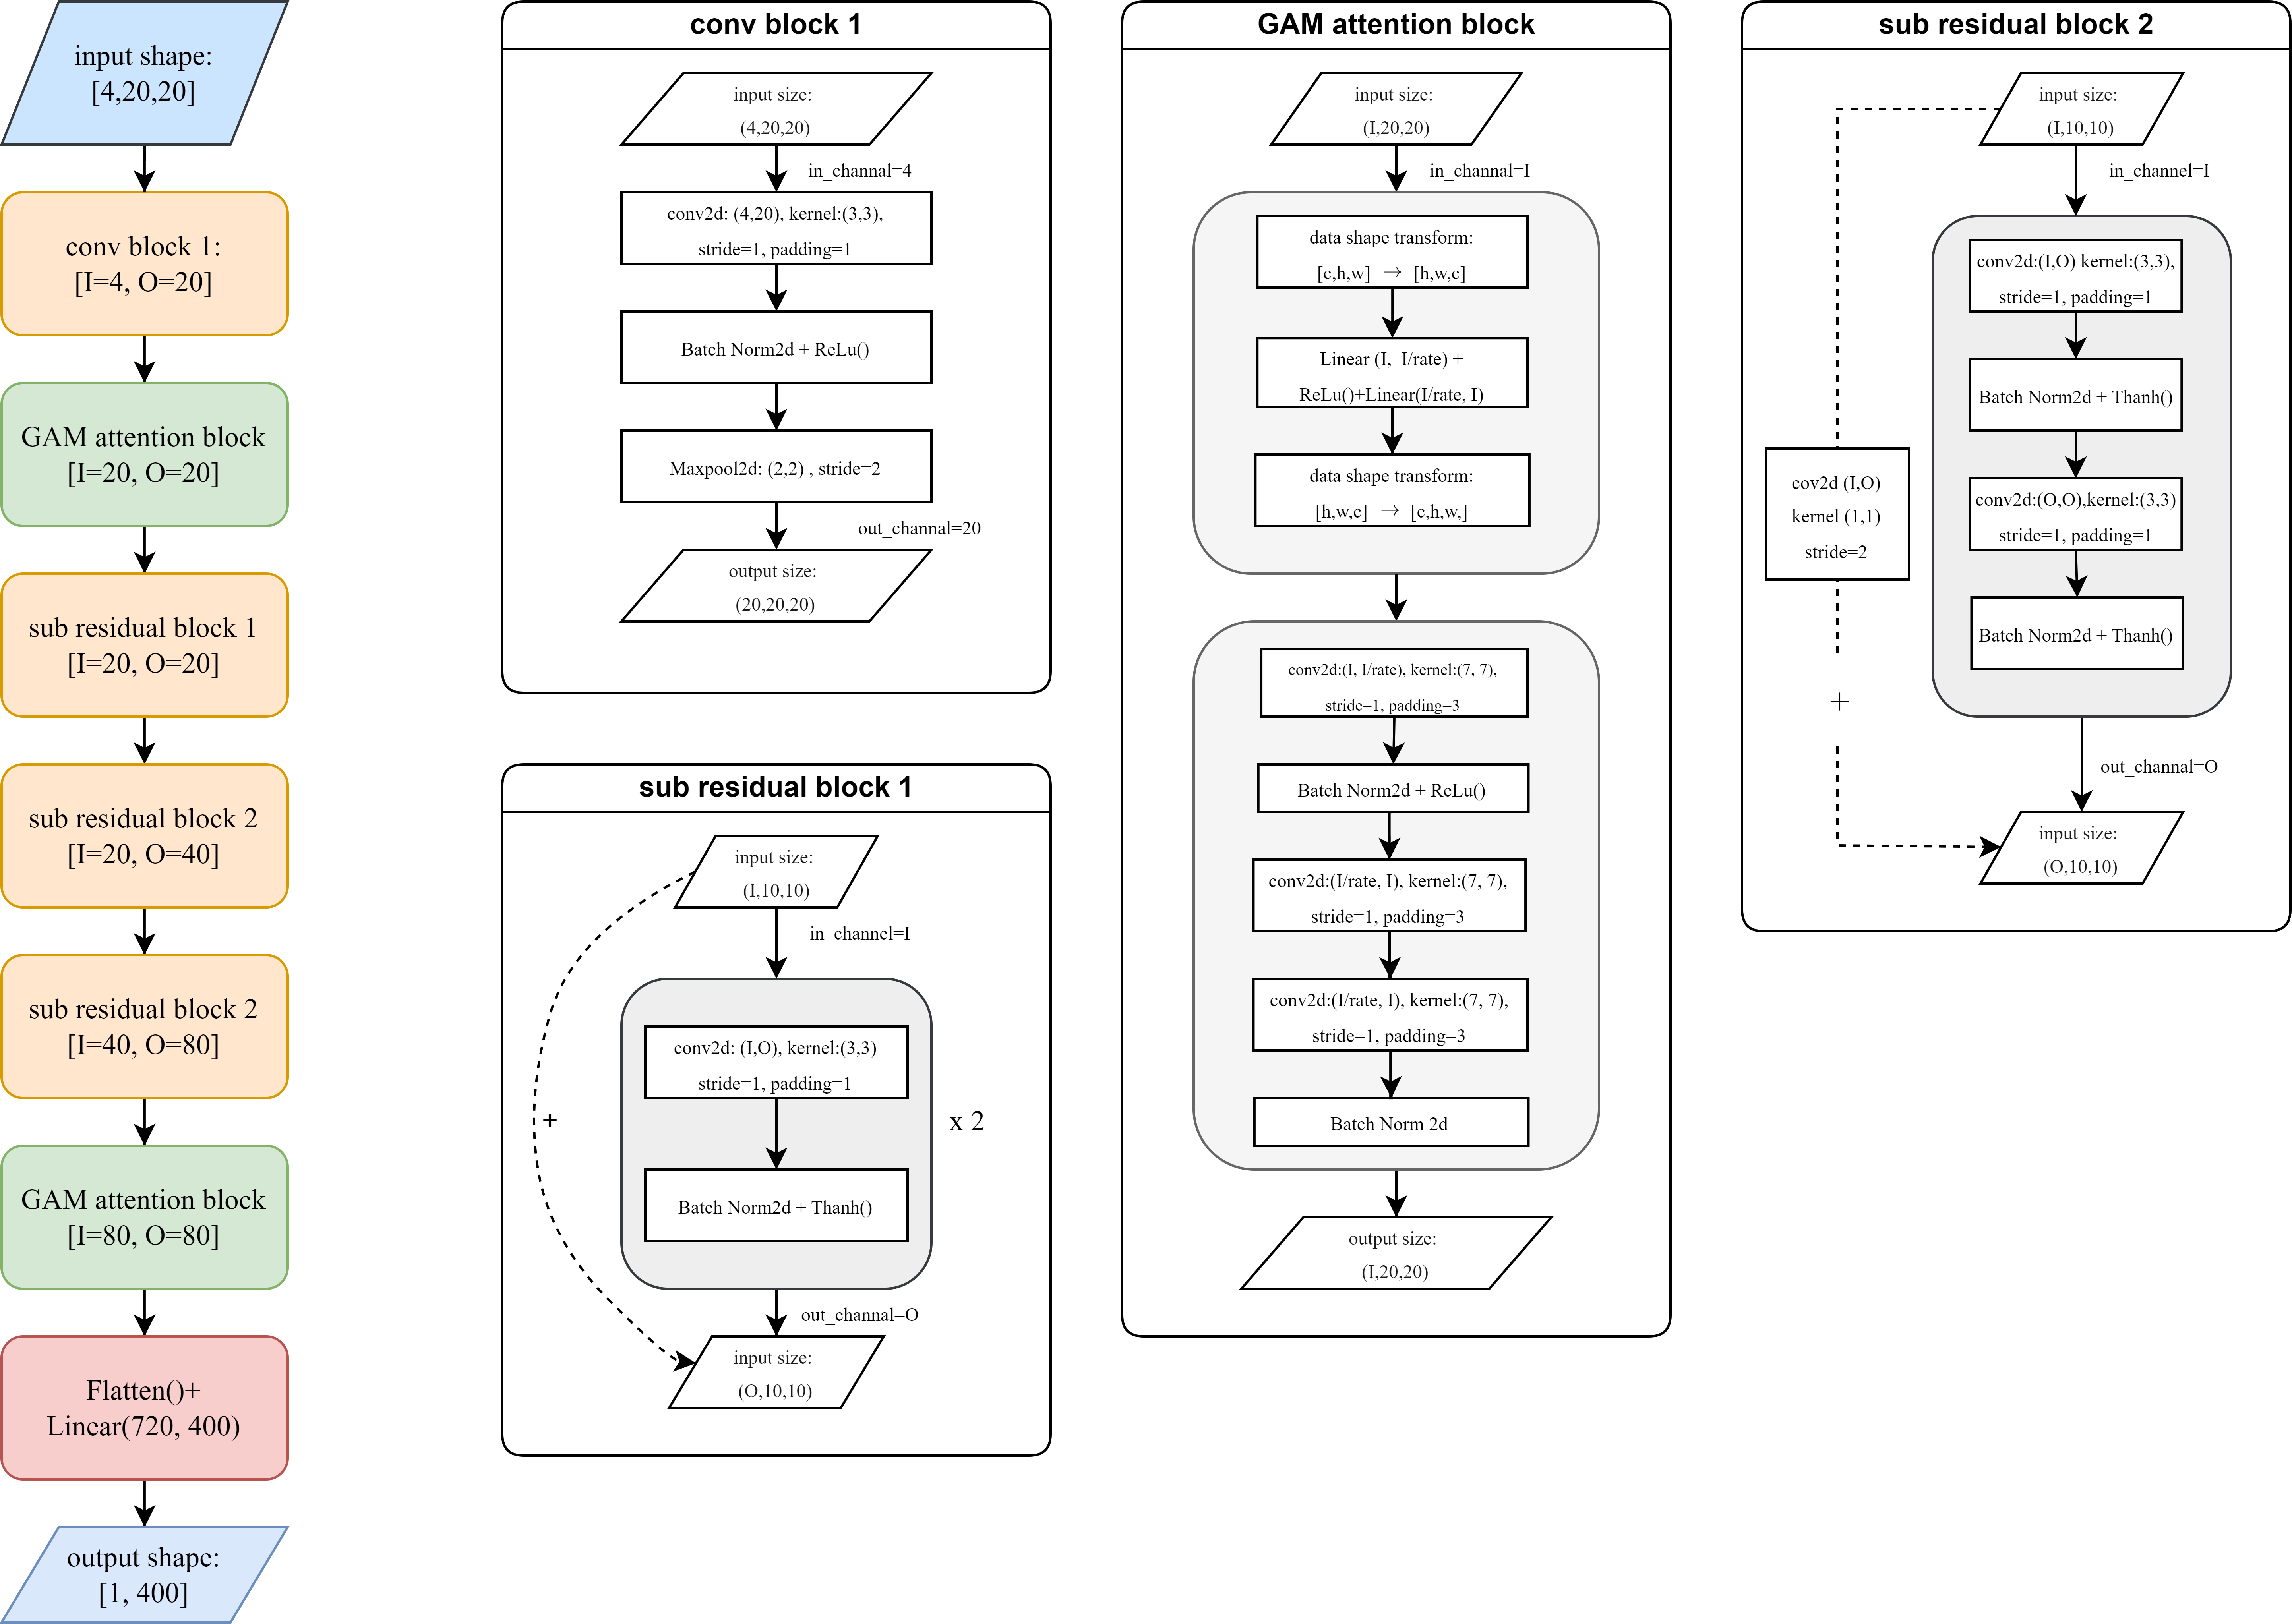 input shape:
[4,20,20]
conv block 1:
[I=4, O=20]
GAM attention block
[I=20, O=20]
sub residual block 1
[I=20, O=20]
sub residual block 2
[I=20, O=40]
sub residual block 2
[I=40, O=80]
GAM attention block
[I=80, O=80]
Flatten()+
Linear(720, 400)
output shape:
[1, 400]
conv block 1
input size:
(4,20,20)
in_channal=4
conv2d: (4,20), kernel:(3,3),
stride=1, padding=1
Batch Norm2d + ReLu()
Maxpool2d: (2,2) , stride=2
out_channal=20
output size:
(20,20,20)
sub residual block 1
input size:
(I,10,10)
in_channal=I
conv2d: (I,O), kernel:(3,3)
stride=1, padding=1
Batch Norm2d + Thanh()
x 2
+
out_channal=O
input size:
(O,10,10)
GAM attention block
input size:
(I,20,20)
in_channal=I
data shape transform:
[c,h,w] → [h,w,c]
Linear (I, I/rate) +
ReLu()+Linear(I/rate, I)
data shape transform:
[h,w,c] → [c,h,w,]
conv2d:(I, I/rate), kernel:(7, 7),
stride=1, padding=3
Batch Norm2d + ReLu()
conv2d:(I/rate, I), kernel:(7, 7),
stride=1, padding=3
conv2d:(I/rate, I), kernel:(7, 7),
stride=1, padding=3
Batch Norm 2d
output size:
(I,20,20)
sub residual block 2
input size:
(I,10,10)
in_channel=I
conv2d:(I,O) kernel:(3,3),
stride=1, padding=1
Batch Norm2d + Thanh()
conv2d:(O,O),kernel:(3,3)
stride=1, padding=1
Batch Norm2d + Thanh()
cov2d (I,O)
kernel (1,1)
stride=2
+
out_channel=O
input size:
(O,10,10)